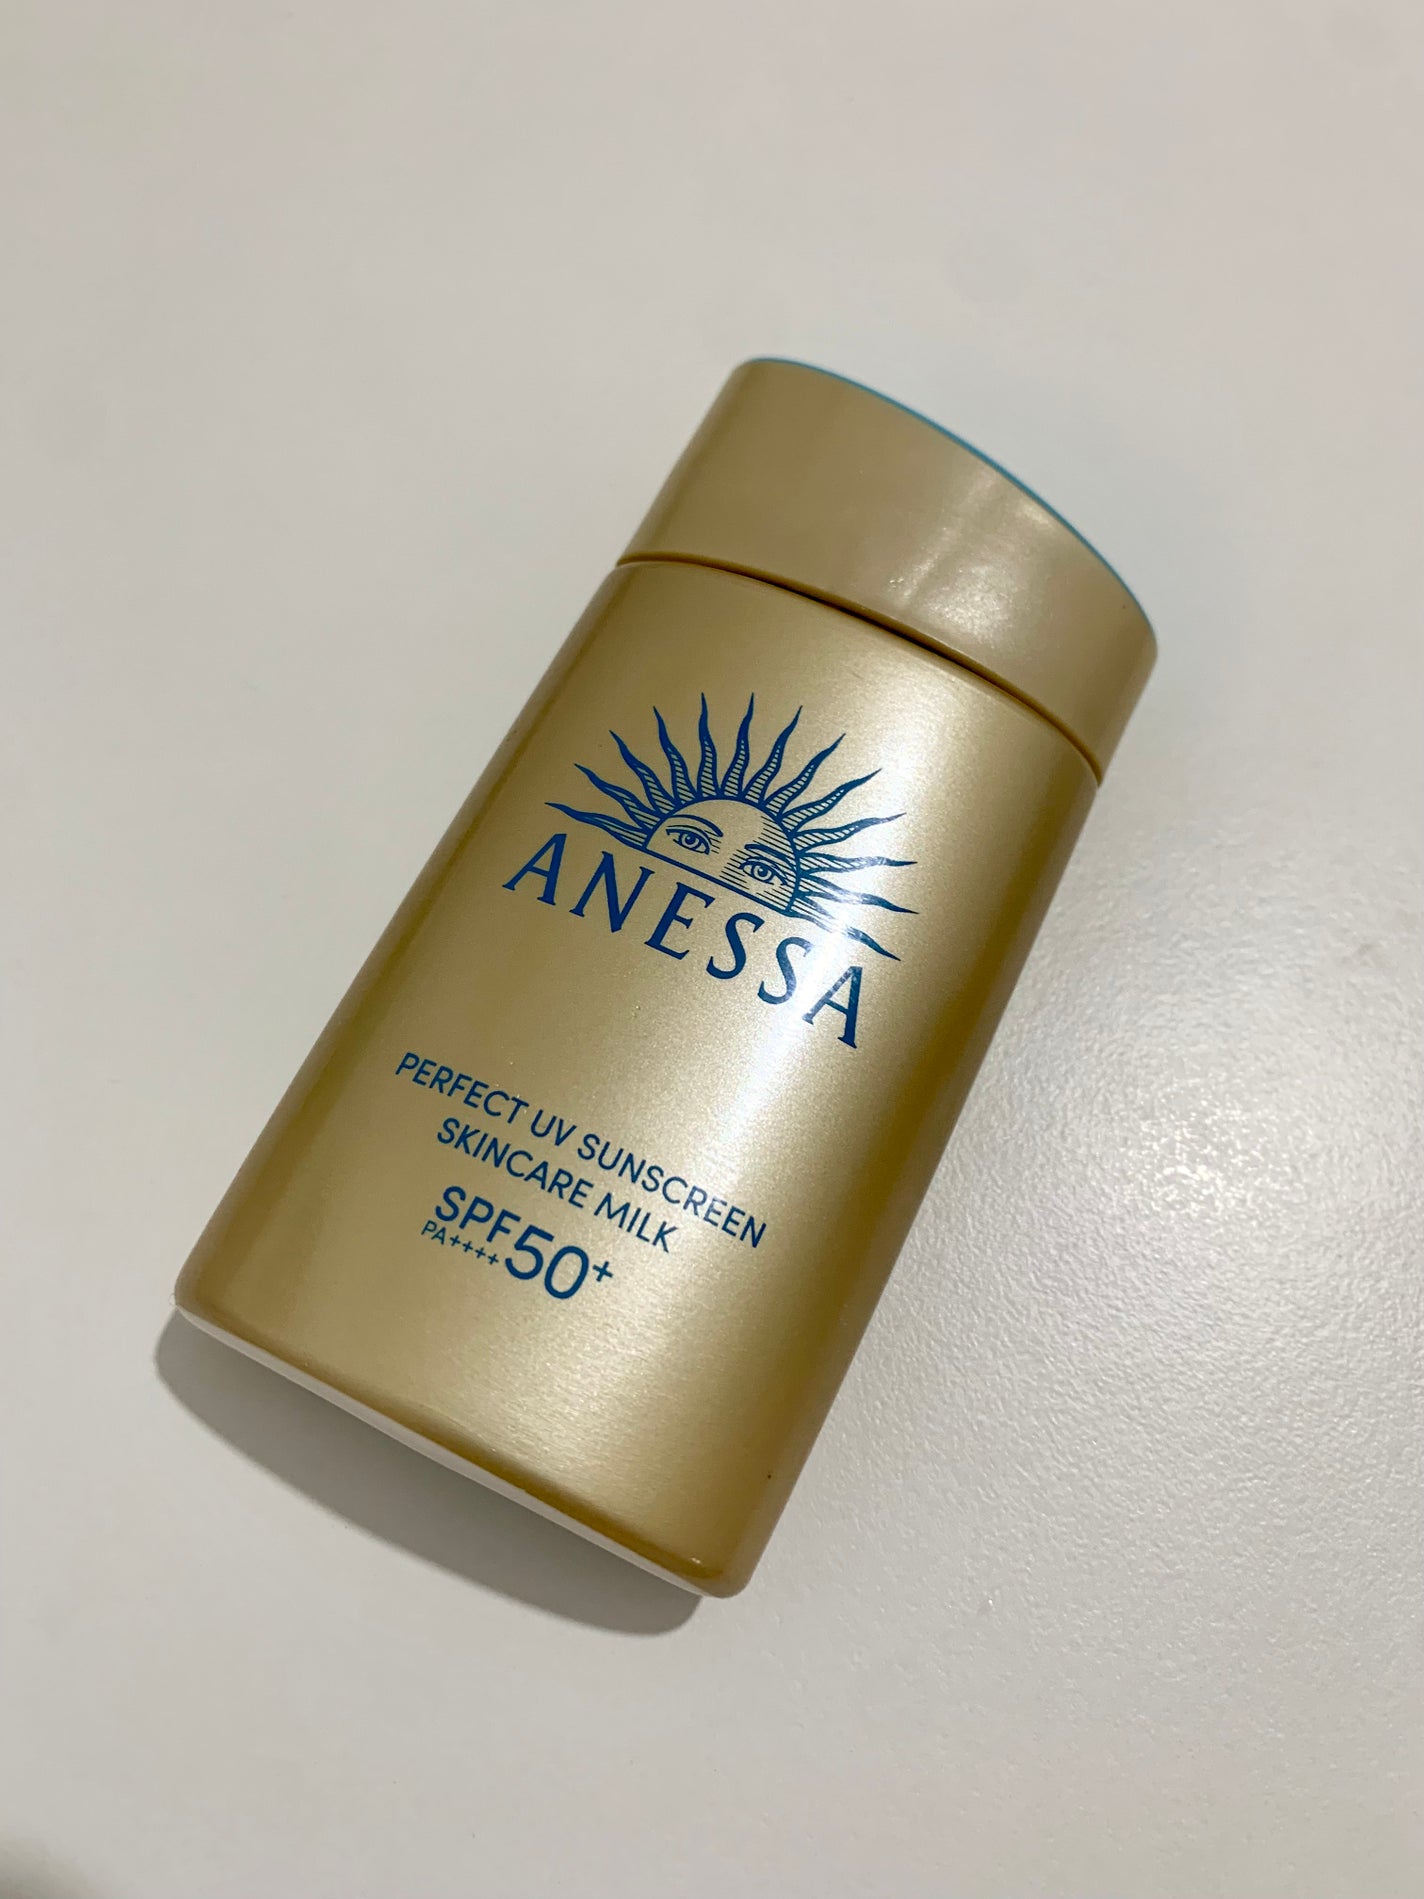 ANESSA
PERFECT UV SUNSCREEN
SKINCARE MILK
SPF50+
PA++++